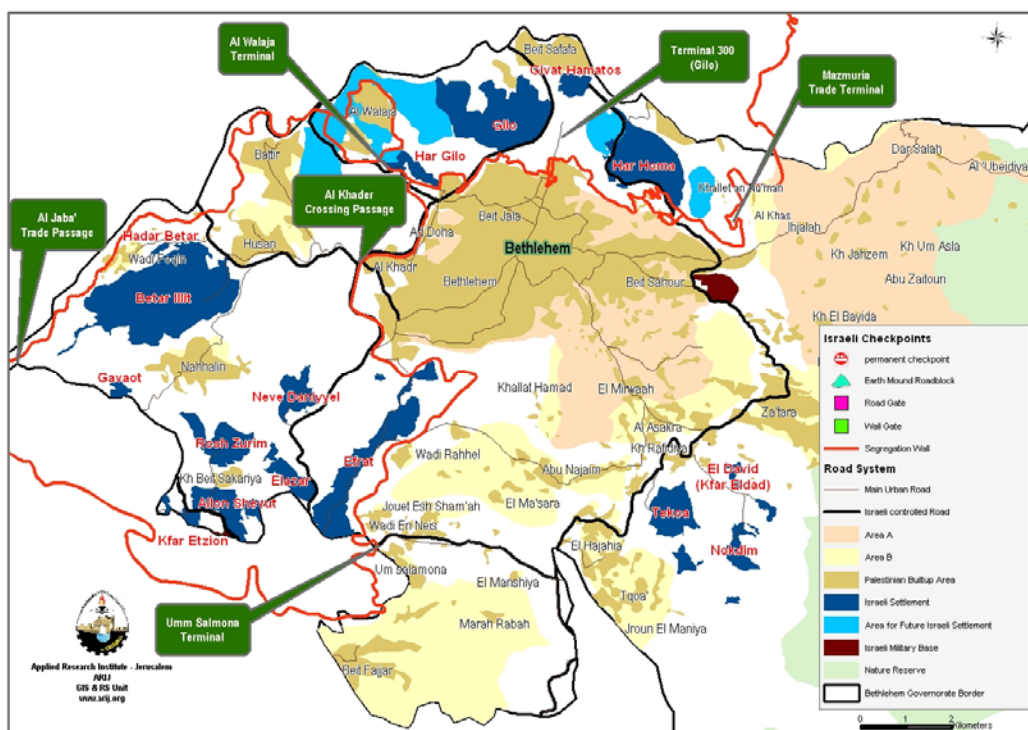 Al Walaja
Terminal
Terminal 300
(Gilo)
Mazmuria
Trade Terminal
Al Khader
Crossing Passage
Al Jaba'
Trade Passage
Umm Salmona
Terminal
Beit Safafa
Givat Hamatos
Al Walaja
Gilo
Battir
Har Gilo
Har Homa
Khallet an Nu'man
Dar Salah
Al 'Ubeidiya
Hadar Betar
Wadi Foqin
Husan
Ad Doha
Beit Jala
Al Khas
Ihjalah
Kh Jahzem
Kh Um Asla
Abu Zaitoun
Bethlehem
Al Khadr
Bethlehem
Beit Sahour
Betar Illit
Kh El Bayida
Nahhalin
Gavaot
Neve Daniyyel
Khallat Hamad
El Mirwaah
Za'tara
Rosh Zurim
Efrat
Wadi Rahhel
Al Asakra
Kh Rafidiya
Kh Beit Sakariya
Elazar
Abu Najaim
El David
(Kfar Eldad)
Allon Shevut
Jouet Esh Sham'ah
El Ma'sara
Tekoa
Wadi En Neis
Kfar Etzion
Nokdim
El Hajahia
Um salamona
El Manshiya
Tqoa'
Marah Rabah
Jroun El Maniya
Beit Fajjar
Israeli Checkpoints
permanent checkpoint
Earth Mound Roadblock
Road Gate
Wall Gate
Segregation Wall
Road System
Main Urban Road
Israeli controlled Road
Area A
Area B
Palestinian Builtup Area
Israeli Settlement
Area for Future Israeli Settlement
Israeli Military Base
Nature Reserve
Bethlehem Governorate Border
0 1 2
Kilometers
Applied Research Institute - Jerusalem
ARIJ
GIS & RS Unit
www.arij.org